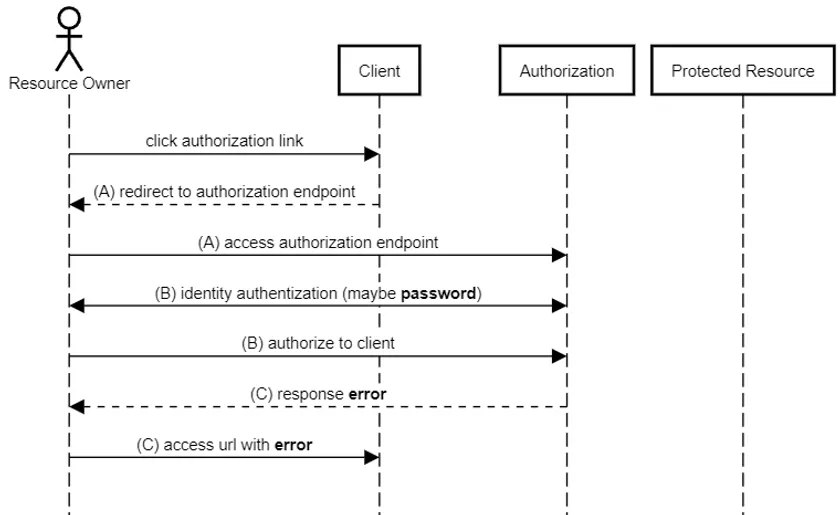 Resource Owner
Client
Authorization
Protected Resource
click authorization link
(A) redirect to authorization endpoint
(A) access authorization endpoint
(B) identity authentization (maybe password)
(B) authorize to client
(C) response error
(C) access url with error